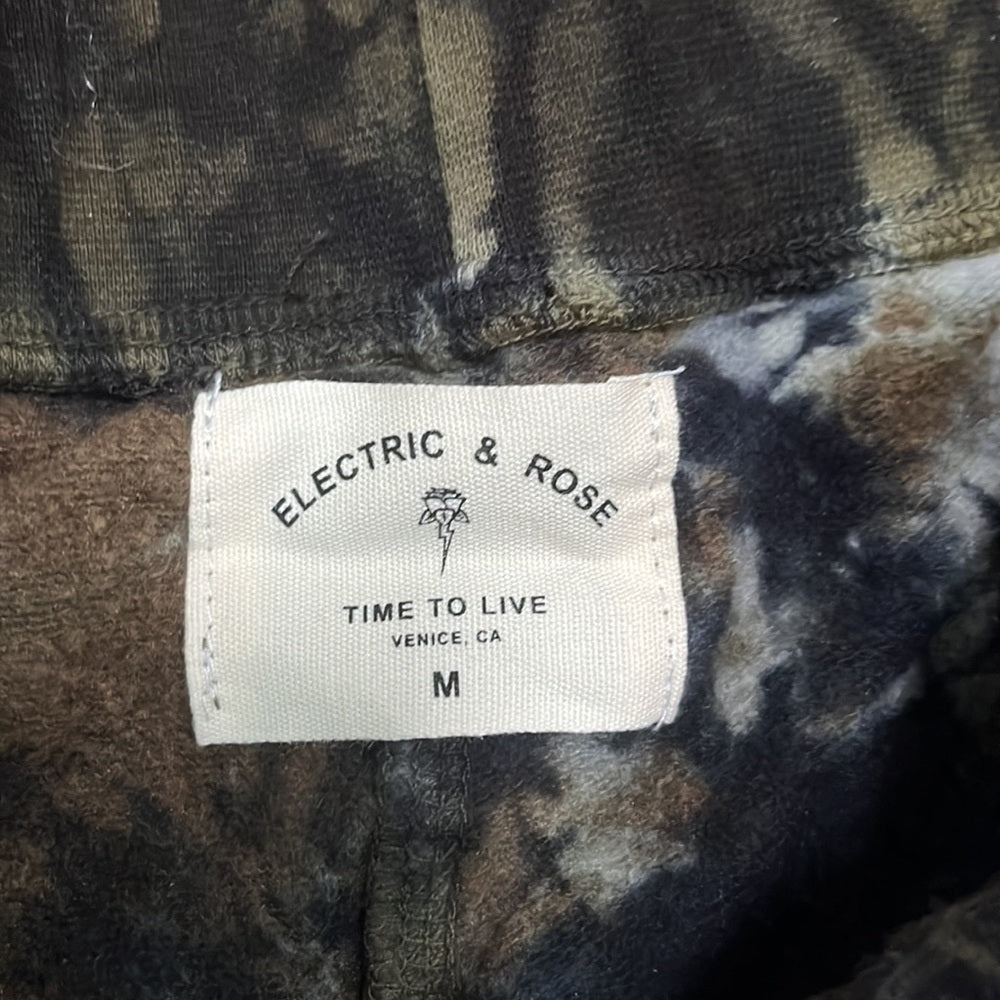 ELECTRIC & ROSE
TIME TO LIVE
VENICE, CA
M